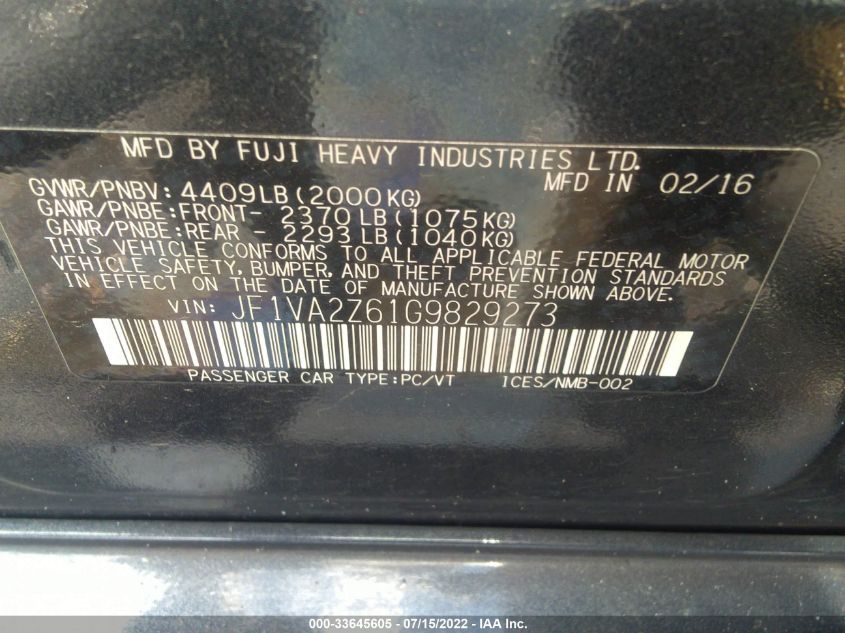 MFD BY FUJI HEAVY INDUSTRIES LTD.
MFD IN 02/16
GVWR/PNBV: 4409LB(2000KG)
GAWR/PNBE:FRONT- 2370LB(1075KG)
GAWR/PNBE:REAR - 2293LB(1040KG)
THIS VEHICLE CONFORMS TO ALL APPLICABLE FEDERAL MOTOR
VEHICLE SAFETY, BUMPER, AND THEFT PREVENTION STANDARDS
IN EFFECT ON THE DATE OF MANUFACTURE SHOWN ABOVE.
VIN: JF1VA2Z61G9829273
PASSENGER CAR TYPE:PC/VT ICES/NMB-002
000-33645605 - 07/15/2022 - IAA Inc.